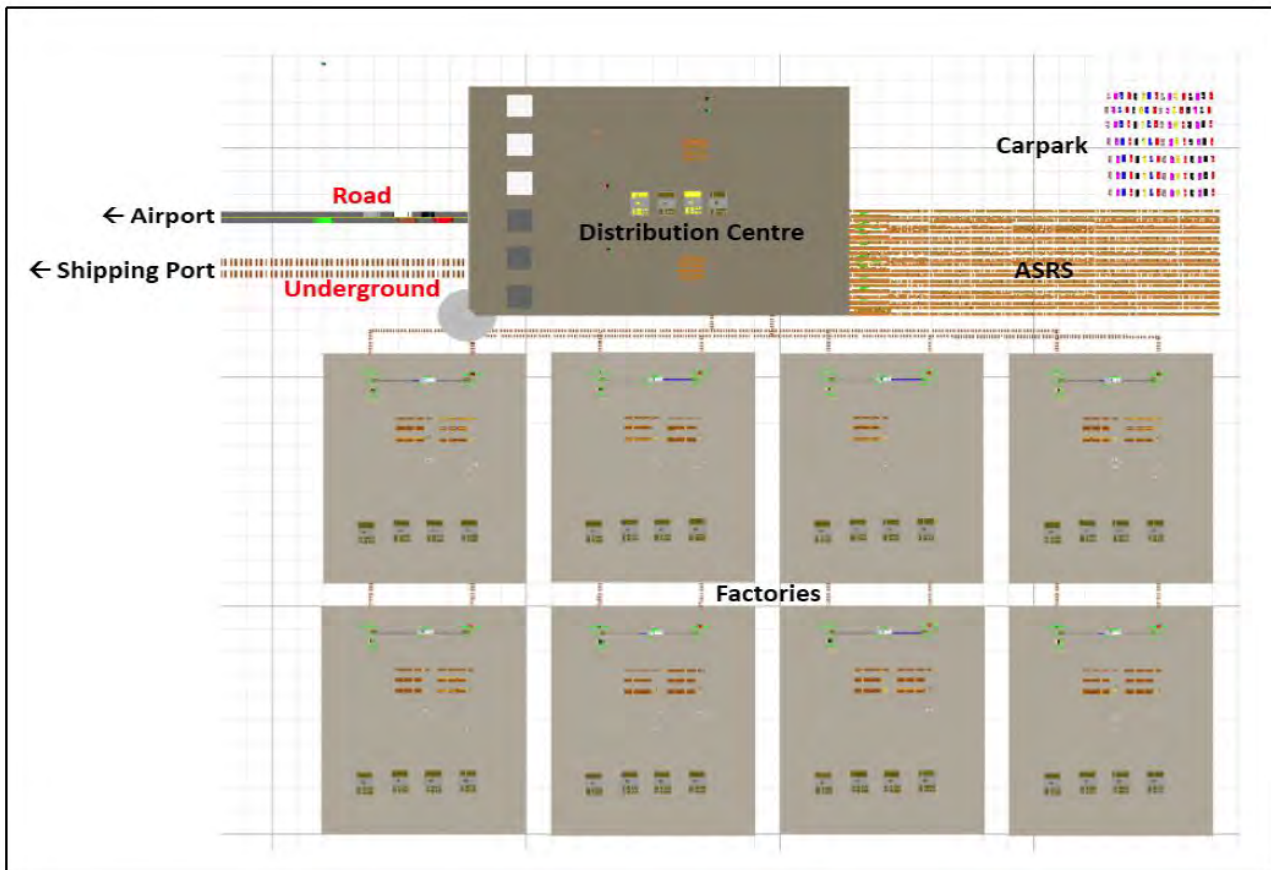 Carpark
Road
← Airport
Distribution Centre
← Shipping Port
ASRS
Underground
Factories